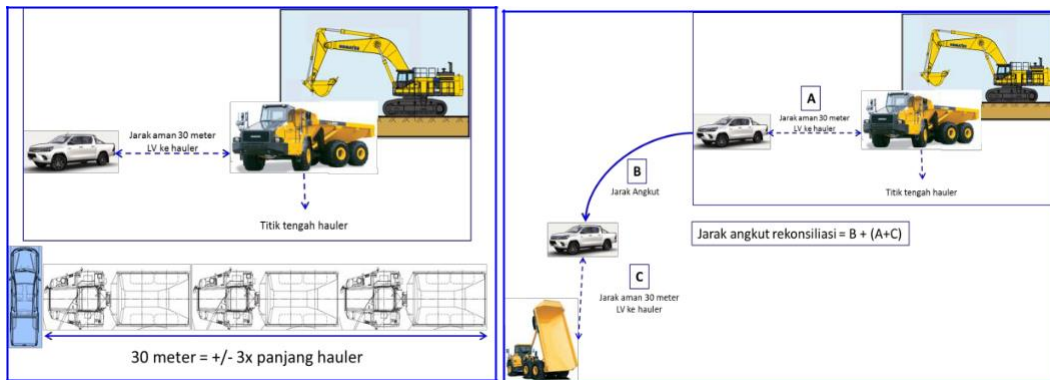 Jarak aman 30 meter
LV ke hauler
Titik tengah hauler
30 meter = +/- 3x panjang hauler
A
Jarak aman 30 meter
LV ke hauler
B
Jarak Angkut
Titik tengah hauler
Jarak angkut rekonsiliasi = B + (A+C)
C
Jarak aman 30 meter
LV ke hauler